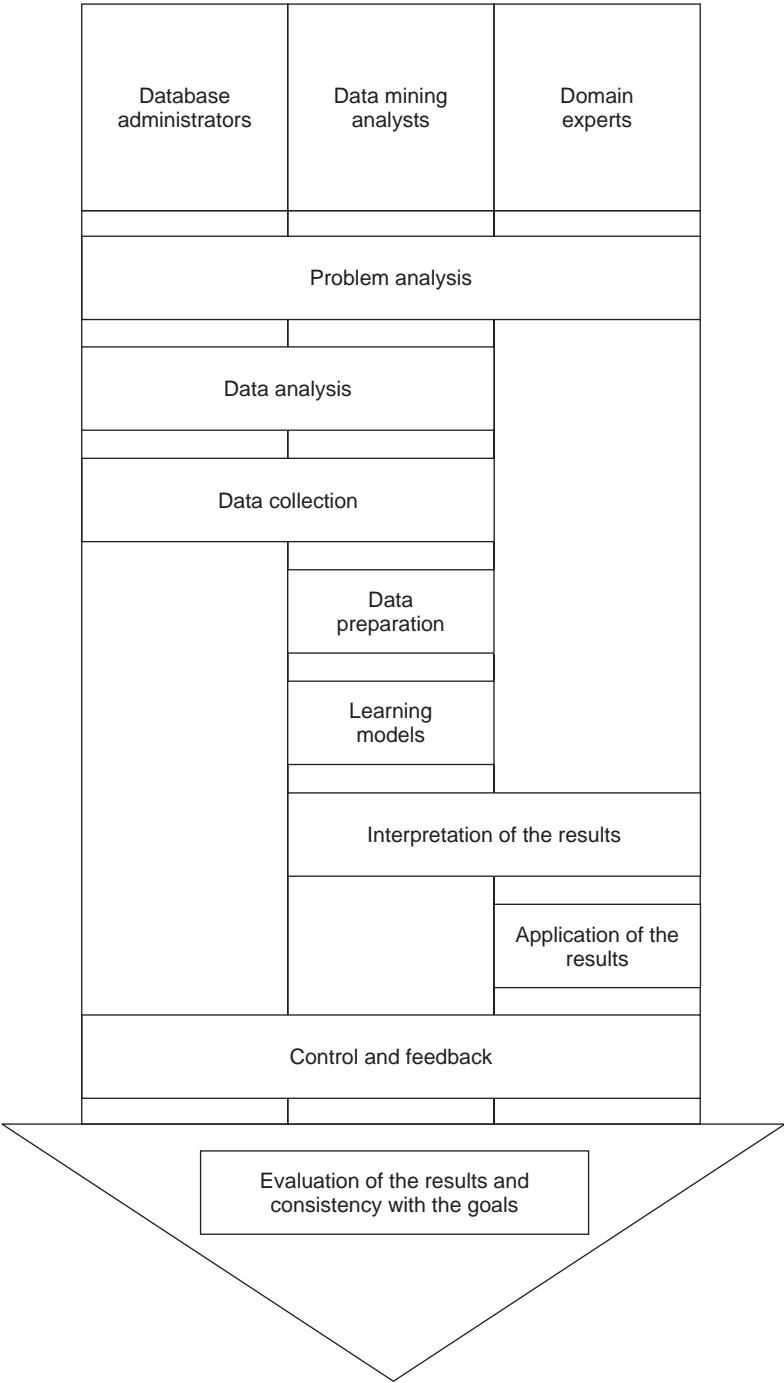 Database
administrators
Data mining
analysts
Domain
experts
Problem analysis
Data analysis
Data collection
Data
preparation
Learning
models
Interpretation of the results
Application of the
results
Control and feedback
Evaluation of the results and
consistency with the goals